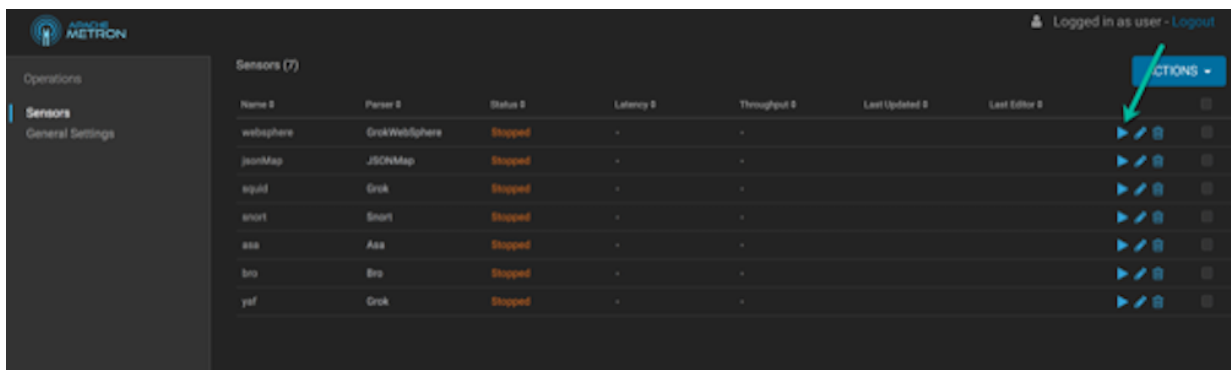 APACHE
METRON
Logged in as user - Logout
Operations
Sensors
General Settings
Sensors (7)
ACTIONS
Name Parser Status Latency Throughput Last Updated Last Editor
websphere GrokWebSphere Stopped - -
jsonMap JSONMap Stopped - -
squid Grok Stopped - -
snort Snort Stopped - -
asa Asa Stopped - -
bro Bro Stopped - -
yaf Grok Stopped - -